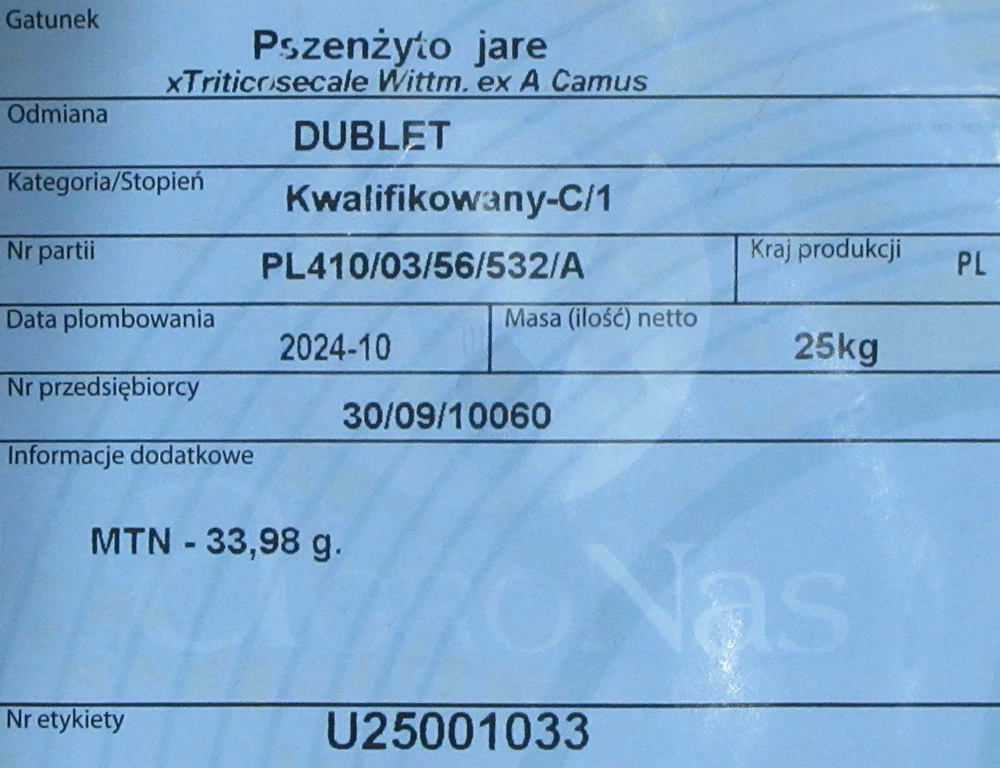 Gatunek
Pszenżyto jare
xTriticosecale Wittm. ex A Camus
Odmiana
DUBLET
Kategoria/Stopień
Kwalifikowany-C/1
Nr partii
PL410/03/56/532/A
Kraj produkcji
PL
Data plombowania
2024-10
Masa (ilość) netto
25kg
Nr przedsiębiorcy
30/09/10060
Informacje dodatkowe
MTN - 33,98 g.
Nr etykiety
U25001033